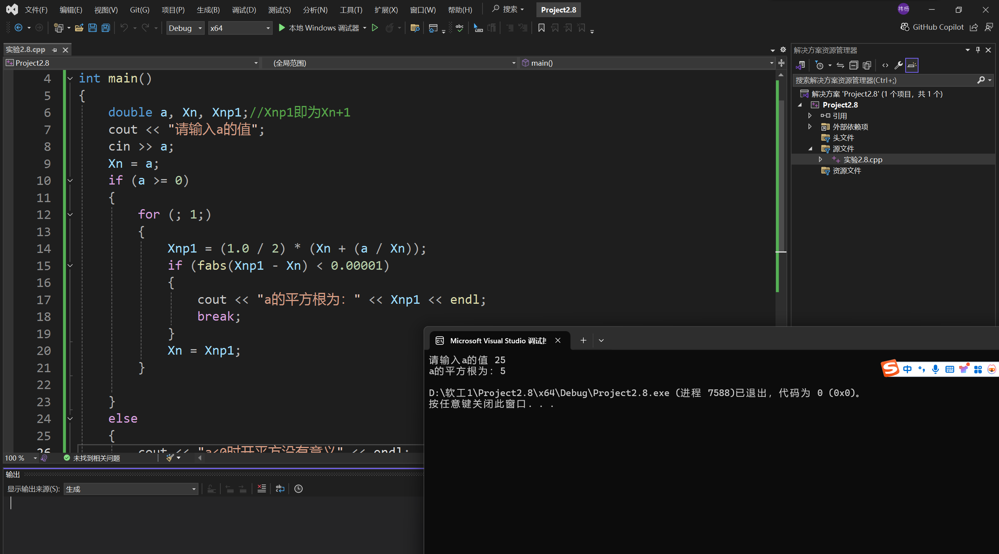 文件(F) 编辑(E) 视图(V) Git(G) 项目(P) 生成(B) 调试(D) 测试(S) 分析(N) 工具(T) 扩展(X) 窗口(W) 帮助(H) 搜索 Project2.8 祎杨
Debug x64 本地 Windows 调试器 GitHub Copilot
实验2.8.cpp
Project2.8 (全局范围) main()
4 int main()
5 {
6 double a, Xn, Xnp1;//Xnp1即为Xn+1
7 cout << "请输入a的值";
8 cin >> a;
9 Xn = a;
10 if (a >= 0)
11 {
12 for (; 1;)
13 {
14 Xnp1 = (1.0 / 2) * (Xn + (a / Xn));
15 if (fabs(Xnp1 - Xn) < 0.00001)
16 {
17 cout << "a的平方根为：" << Xnp1 << endl;
18 break;
19 }
20 Xn = Xnp1;
21 }
22
23 }
24 else
25 {
26 cout << "a<0时开平方没有意义" << endl;
100 % 未找到相关问题
输出
显示输出来源(S): 生成
解决方案资源管理器
搜索解决方案资源管理器(Ctrl+;)
解决方案 'Project2.8' (1 个项目，共 1 个)
Project2.8
引用
外部依赖项
头文件
源文件
实验2.8.cpp
资源文件
Microsoft Visual Studio 调试
请输入a的值 25
a的平方根为：5
D:\软工1\Project2.8\x64\Debug\Project2.8.exe (进程 7588)已退出，代码为 0 (0x0)。
按任意键关闭此窗口. . .
中